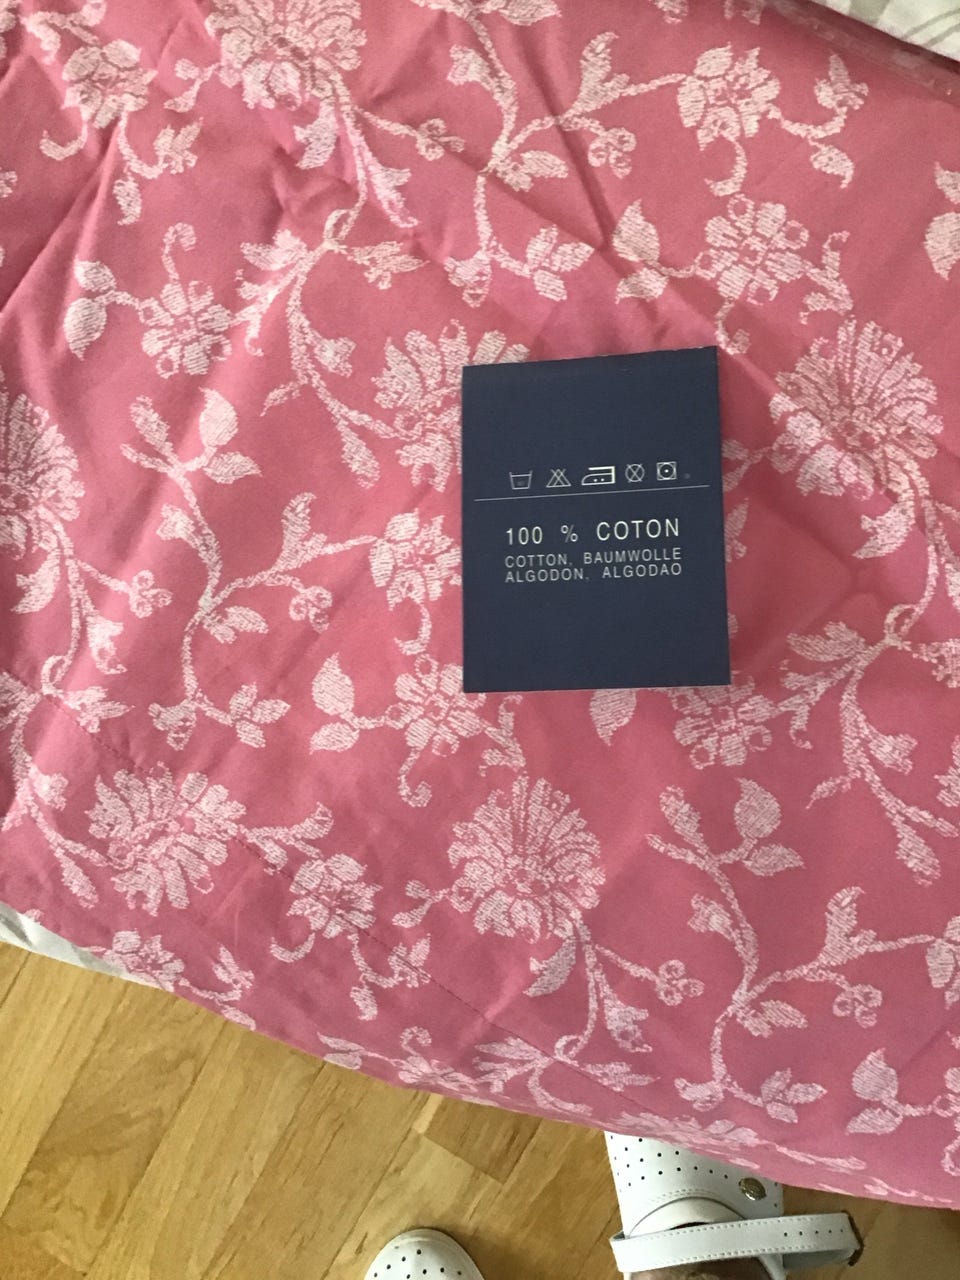 100 % COTON
COTTON, BAUMWOLLE
ALGODON, ALGODAO